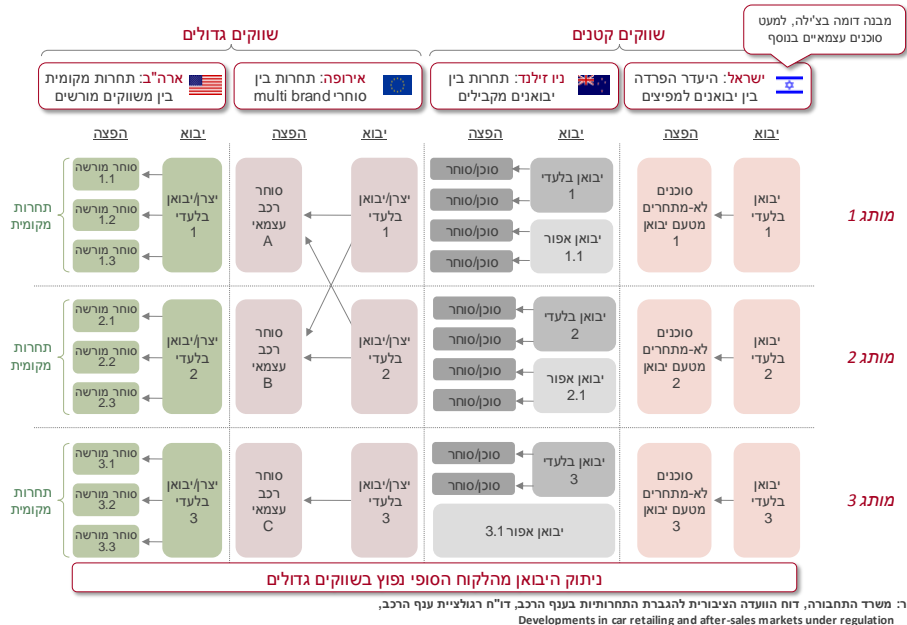 מבנה דומה בצ'ילה, למעט
סוכנים עצמאיים בנוסף
שווקים קטנים
שווקים גדולים
ישראל: היעדר הפרדה
בין יבואנים למפיצים
ניו זילנד: תחרות בין
יבואנים מקבילים
אירופה: תחרות בין
סוחרי multi brand
ארה"ב: תחרות מקומית
בין משווקים מורשים
יבוא
הפצה
יבוא
הפצה
יבוא
הפצה
יבוא
הפצה
מותג 1
יבואן
בלעדי
1
סוכנים
לא-מתחרים
מטעם יבואן
1
יבואן בלעדי
1
יבואן אפור
1.1
סוכן/סוחר
סוכן/סוחר
סוכן/סוחר
סוכן/סוחר
יצרן/יבואן
בלעדי
1
סוחר
רכב
עצמאי
A
יצרן/יבואן
בלעדי
1
סוחר מורשה
1.1
סוחר מורשה
1.2
סוחר מורשה
1.3
תחרות
מקומית
מותג 2
יבואן
בלעדי
2
סוכנים
לא-מתחרים
מטעם יבואן
2
יבואן בלעדי
2
יבואן אפור
2.1
סוכן/סוחר
סוכן/סוחר
סוכן/סוחר
סוכן/סוחר
יצרן/יבואן
בלעדי
2
סוחר
רכב
עצמאי
B
יצרן/יבואן
בלעדי
2
סוחר מורשה
2.1
סוחר מורשה
2.2
סוחר מורשה
2.3
תחרות
מקומית
מותג 3
יבואן
בלעדי
3
סוכנים
לא-מתחרים
מטעם יבואן
3
יבואן בלעדי
3
יבואן אפור 3.1
סוכן/סוחר
סוכן/סוחר
יצרן/יבואן
בלעדי
3
סוחר
רכב
עצמאי
C
יצרן/יבואן
בלעדי
3
סוחר מורשה
3.1
סוחר מורשה
3.2
סוחר מורשה
3.3
תחרות
מקומית
ניתוק היבואן מהלקוח הסופי נפוץ בשווקים גדולים
ר: משרד התחבורה, דוח הוועדה הציבורית להגברת התחרותיות בענף הרכב, דו"ח רגולציית ענף הרכב,
Developments in car retailing and after-sales markets under regulation